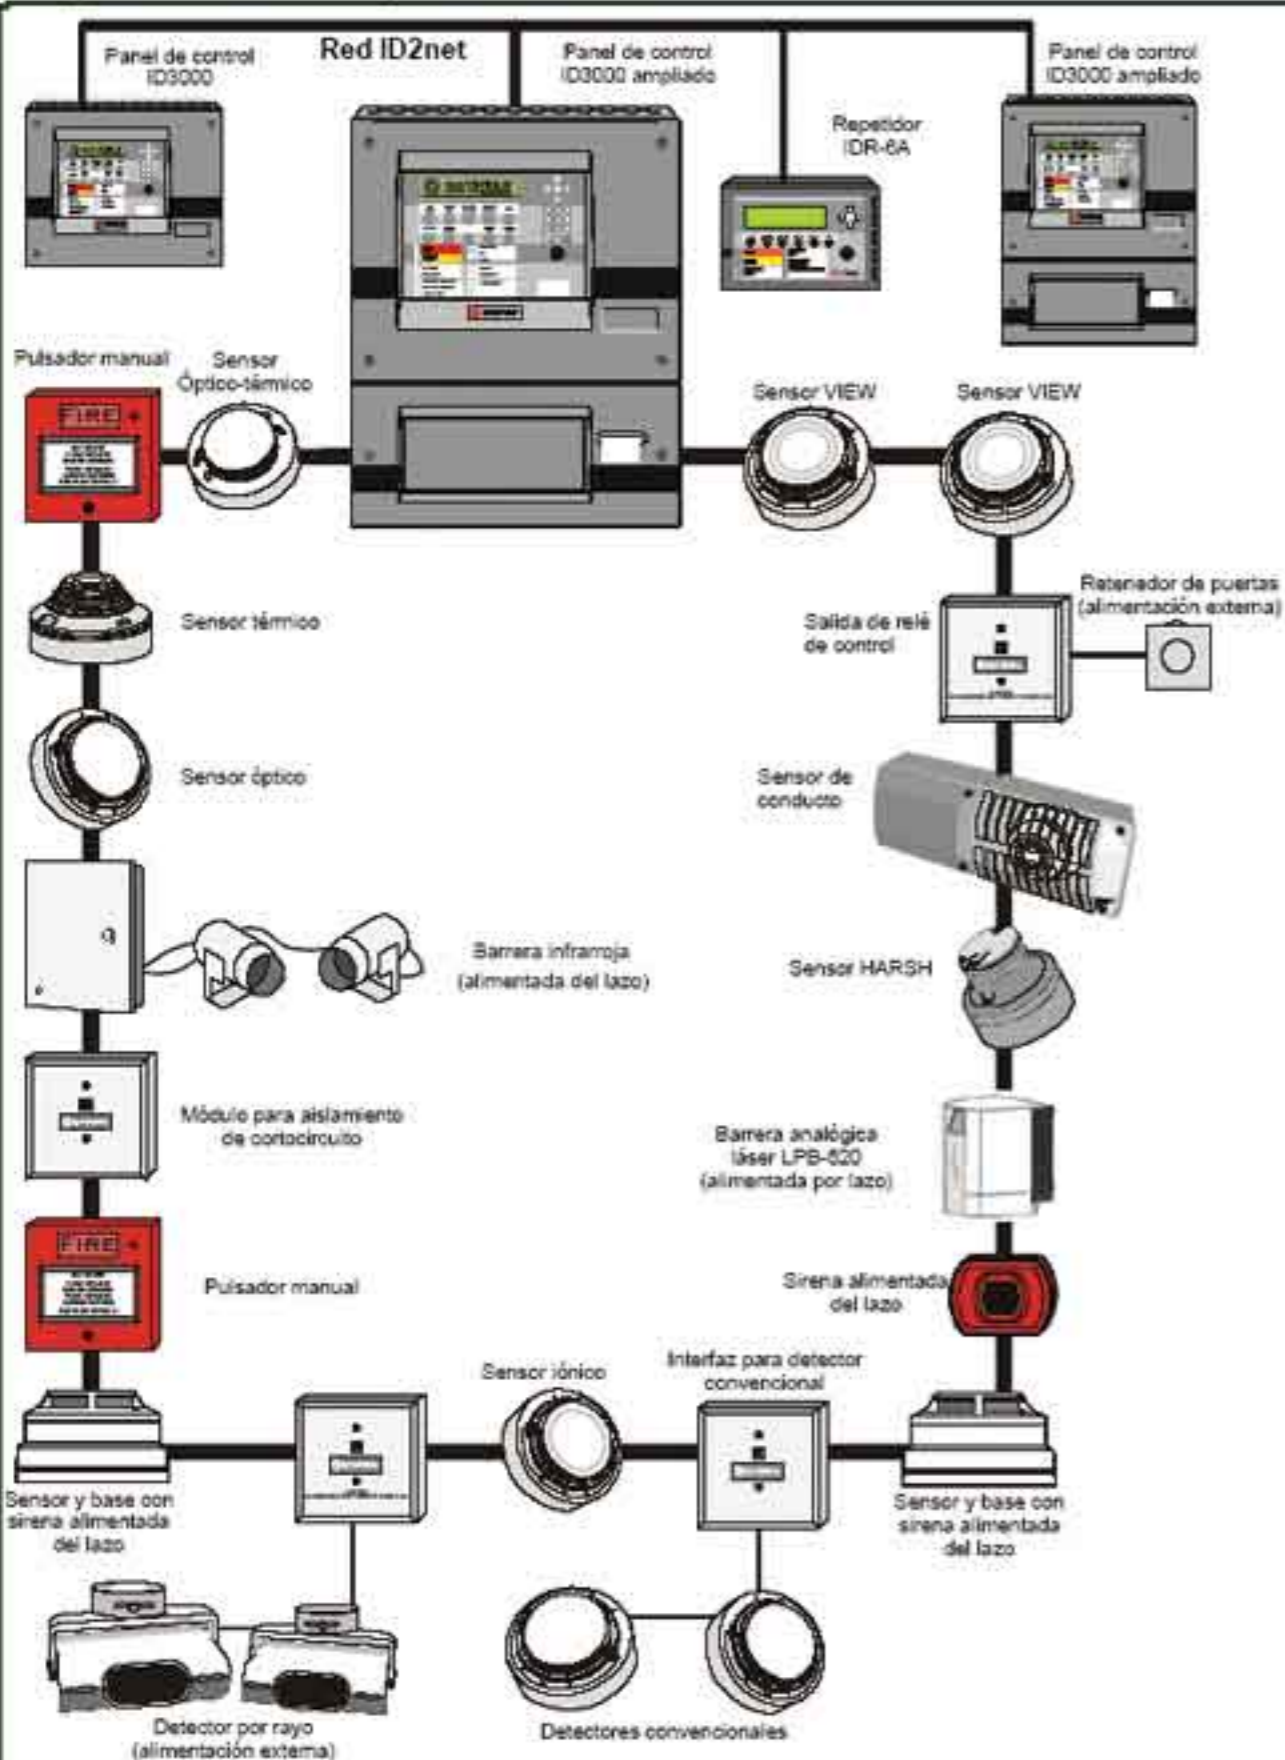 Panel de control
ID3000
Red ID2net
Panel de control
ID3000 ampliado
Repetidor
IDR-6A
Panel de control
ID3000 ampliado
Pulsador manual
Sensor
Óptico-térmico
Sensor VIEW
Sensor VIEW
FIRE
Sensor térmico
Salida de relé
de control
Retenedor de puertas
(alimentación externa)
Sensor óptico
Sensor de
conducto
Barrera infrarroja
(alimentada del lazo)
Sensor HARSH
Módulo para aislamiento
de cortocircuito
Barrera analógica
láser LPB-620
(alimentada por lazo)
FIRE
Pulsador manual
Sirena alimentada
del lazo
Sensor iónico
Interfaz para detector
convencional
Sensor y base con
sirena alimentada
del lazo
Sensor y base con
sirena alimentada
del lazo
Detector por rayo
(alimentación externa)
Detectores convencionales